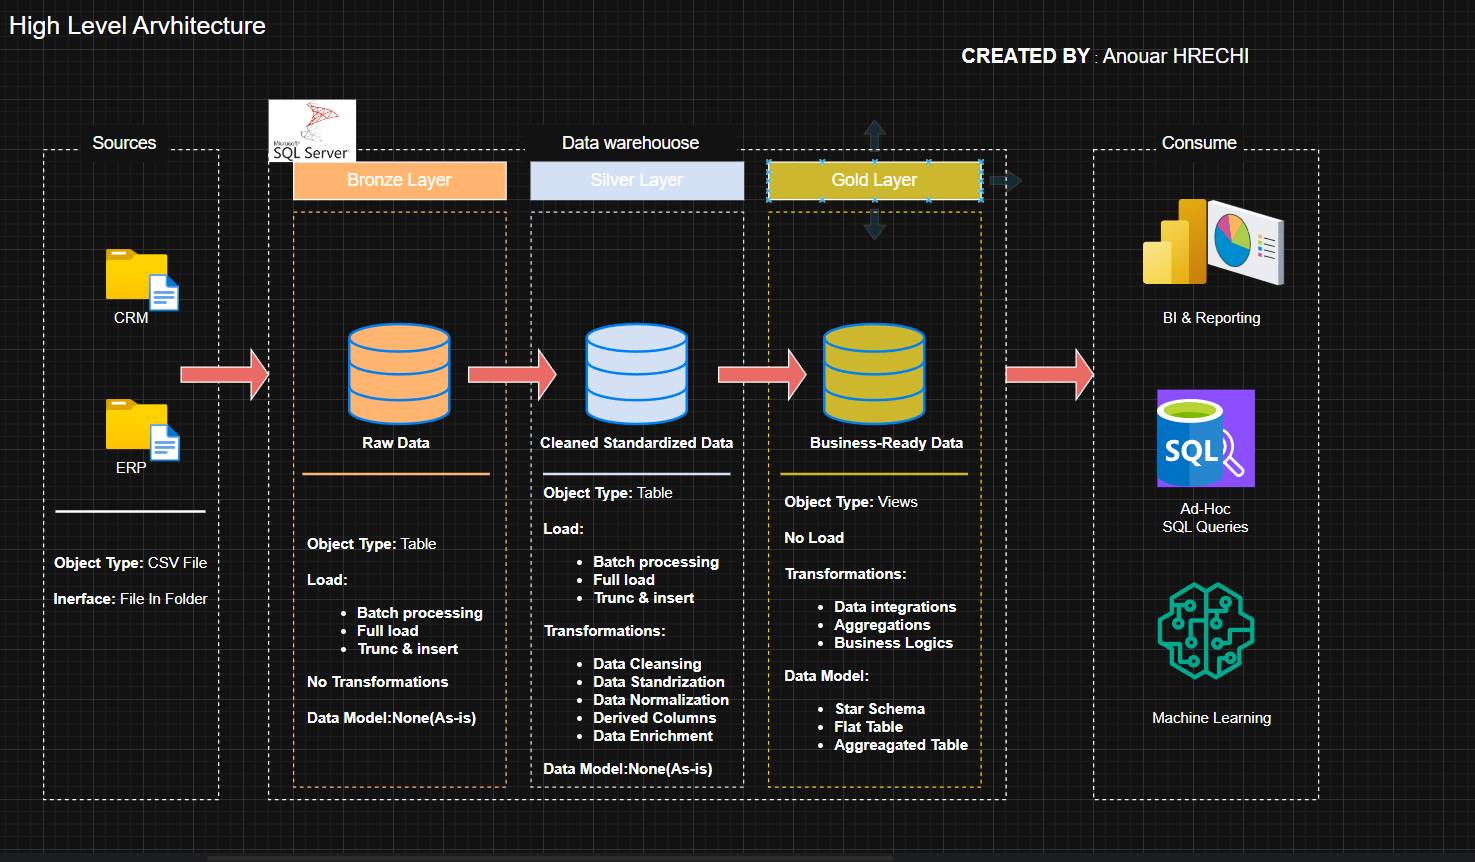 High Level Arvhitecture
CREATED BY : Anouar HRECHI
Sources
CRM
ERP
Object Type: CSV File
Inerface: File In Folder
Microsoft
SQL Server
Data warehouose
Bronze Layer
Raw Data
Object Type: Table
Load:
• Batch processing
• Full load
• Trunc & insert
No Transformations
Data Model:None(As-is)
Silver Layer
Cleaned Standardized Data
Object Type: Table
Load:
• Batch processing
• Full load
• Trunc & insert
Transformations:
• Data Cleansing
• Data Standrization
• Data Normalization
• Derived Columns
• Data Enrichment
Data Model:None(As-is)
Gold Layer
Business-Ready Data
Object Type: Views
No Load
Transformations:
• Data integrations
• Aggregations
• Business Logics
Data Model:
• Star Schema
• Flat Table
• Aggreagated Table
Consume
BI & Reporting
SQL
Ad-Hoc
SQL Queries
Machine Learning